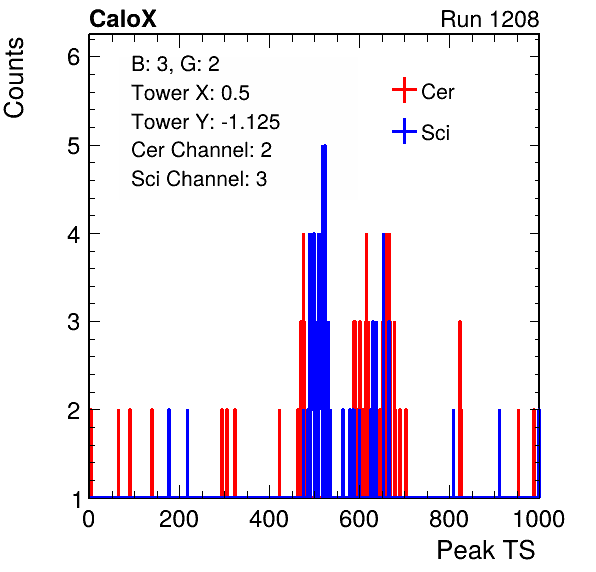 CaloX Run 1208
Counts
B: 3, G: 2
Tower X: 0.5
Tower Y: -1.125
Cer Channel: 2
Sci Channel: 3
Cer
Sci
6
5
4
3
2
1
0 200 400 600 800 1000
Peak TS